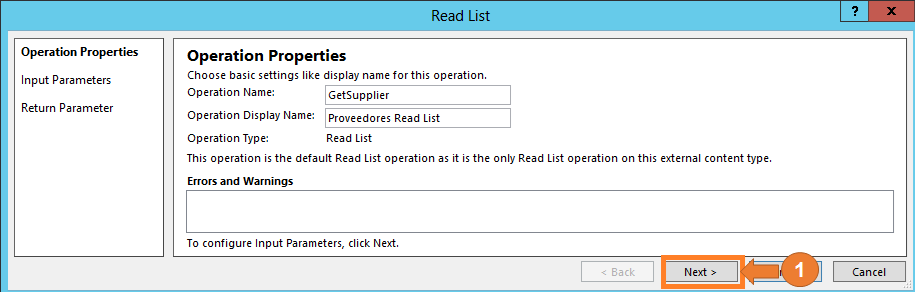 Read List
?
x
Operation Properties
Input Parameters
Return Parameter
Operation Properties
Choose basic settings like display name for this operation.
Operation Name:
GetSupplier
Operation Display Name:
Proveedores Read List
Operation Type:
Read List
This operation is the default Read List operation as it is the only Read List operation on this external content type.
Errors and Warnings
To configure Input Parameters, click Next.
< Back
Next >
1
Cancel